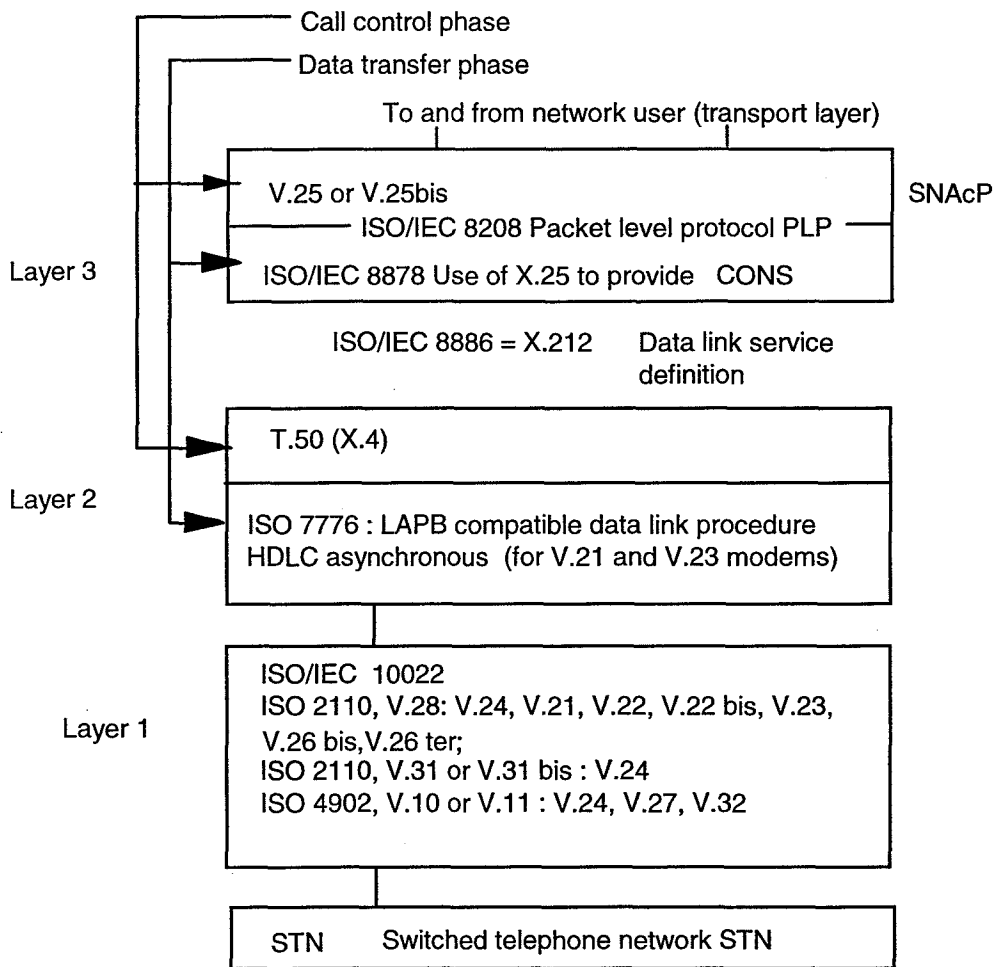 Call control phase
Data transfer phase
To and from network user (transport layer)
V.25 or V.25bis
SNAcP
ISO/IEC 8208 Packet level protocol PLP
Layer 3
ISO/IEC 8878 Use of X.25 to provide CONS
ISO/IEC 8886 = X.212 Data link service
definition
T.50 (X.4)
Layer 2
ISO 7776 : LAPB compatible data link procedure
HDLC asynchronous (for V.21 and V.23 modems)
ISO/IEC 10022
ISO 2110, V.28: V.24, V.21, V.22, V.22 bis, V.23,
Layer 1
V.26 bis,V.26 ter;
ISO 2110, V.31 or V.31 bis : V.24
ISO 4902, V.10 or V.11 : V.24, V.27, V.32
STN Switched telephone network STN